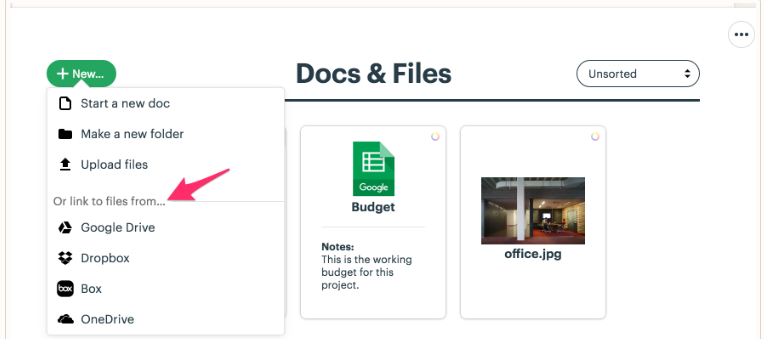 + New...
Docs & Files
Unsorted
Start a new doc
Make a new folder
Upload files
Or link to files from...
Google Drive
Dropbox
box
Box
OneDrive
Google
Budget
Notes:
This is the working
budget for this
project.
office.jpg